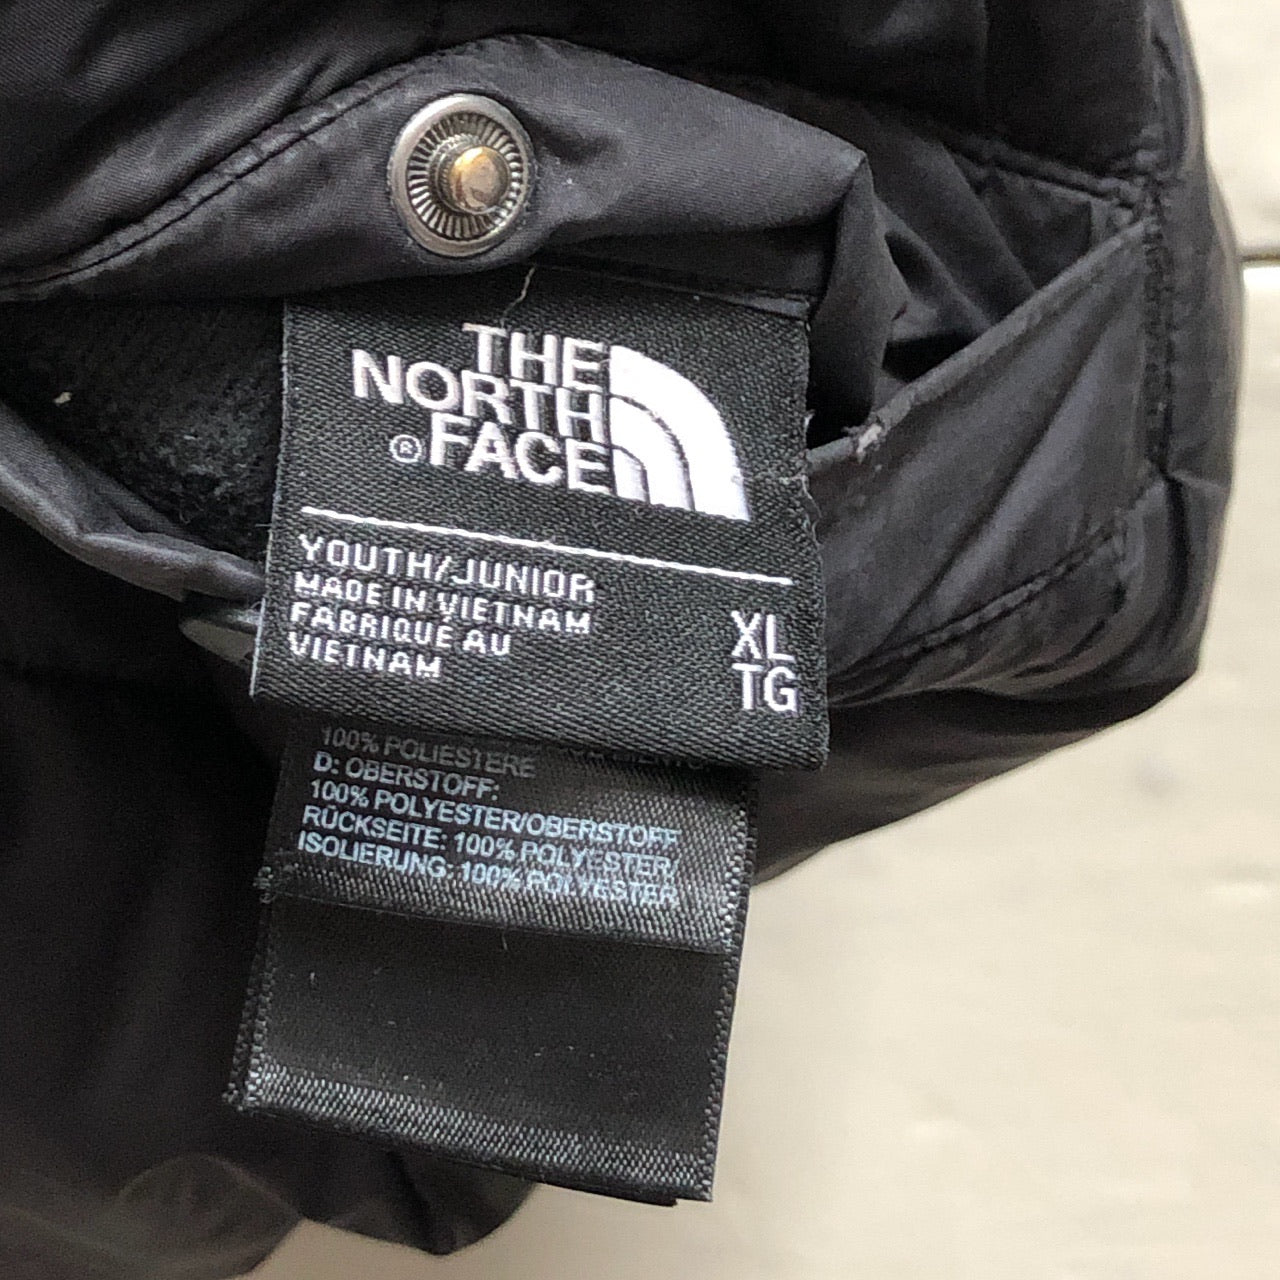 THE
NORTH
® FACE
YOUTH/JUNIOR
MADE IN VIETNAM
FABRIQUÉ AU
VIETNAM
XL
TG
100% POLIESTERE
D: OBERSTOFF:
100% POLYESTER/OBERSTOFF
RÜCKSEITE: 100% POLYESTER/
ISOLIERUNG: 100% POLYESTER